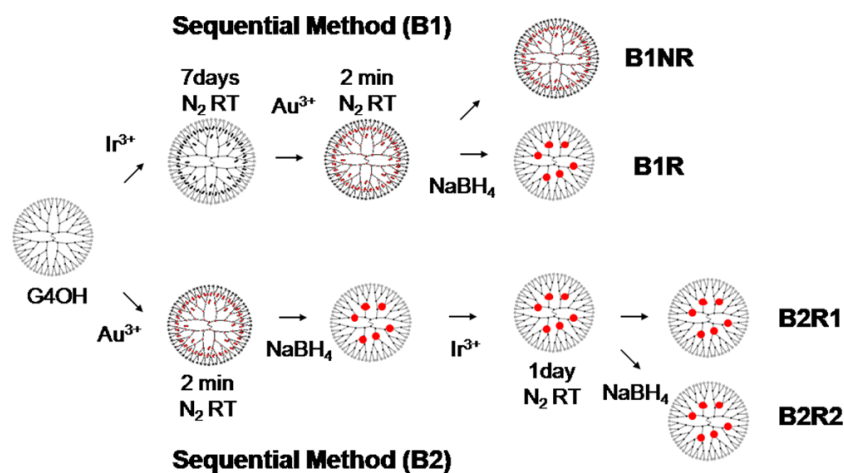 Sequential Method (B1)
7days
N₂ RT
Au³⁺
2 min
N₂ RT
B1NR
Ir³⁺
NaBH₄
B1R
G4OH
Au³⁺
2 min
N₂ RT
NaBH₄
Ir³⁺
1day
N₂ RT
NaBH₄
B2R1
B2R2
Sequential Method (B2)